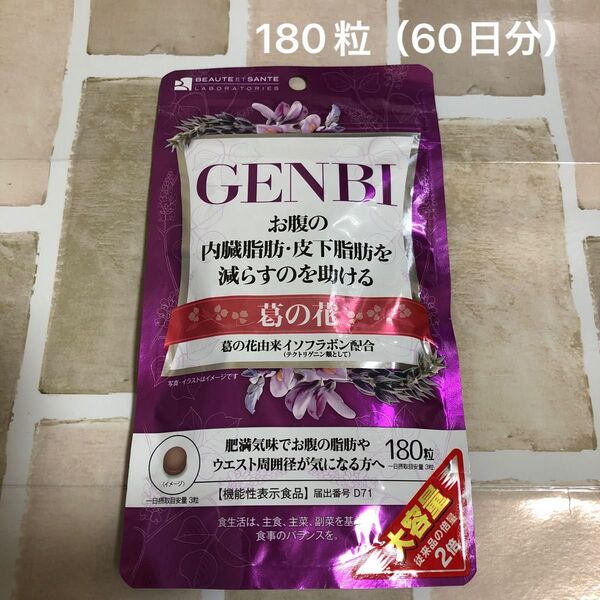 180粒（60日分）
BEAUTE ET SANTE
LABORATORIES
GENBI
お腹の
内臓脂肪・皮下脂肪を
減らすのを助ける
葛の花
葛の花由来イソフラボン配合
(テクトリゲニン類として)
写真・イラストはイメージです
肥満気味でお腹の脂肪や
ウエスト周囲径が気になる方へ
180粒
一日摂取目安量 3粒
(イメージ)
一日摂取目安量 3粒
【機能性表示食品】届出番号 D71
食生活は、主食、主菜、副菜を基
食事のバランスを。
大容量
従来品の倍量
2倍